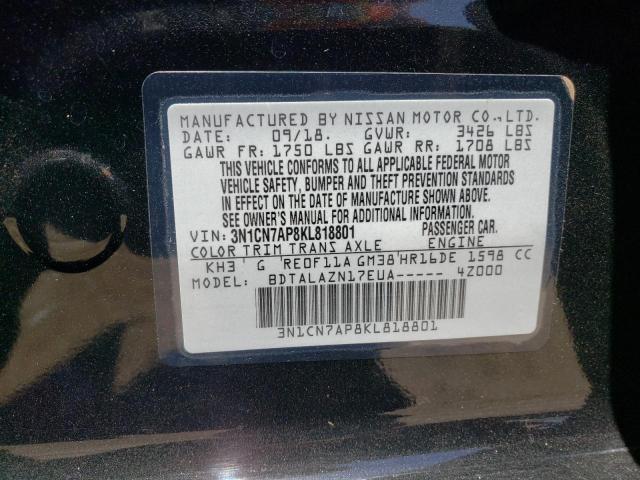 MANUFACTURED BY NISSAN MOTOR CO.,LTD.
DATE: 09/18. GVWR: 3426 LBS
GAWR FR: 1750 LBS GAWR RR: 1708 LBS
THIS VEHICLE CONFORMS TO ALL APPLICABLE FEDERAL MOTOR
VEHICLE SAFETY, BUMPER AND THEFT PREVENTION STANDARDS
IN EFFECT ON THE DATE OF MANUFACTURE SHOWN ABOVE.
SEE OWNER'S MANUAL FOR ADDITIONAL INFORMATION.
VIN: 3N1CN7AP8KL818801 PASSENGER CAR.
COLOR TRIM TRANS AXLE ENGINE
KH3 G RE0F11A GM38 HR16DE 1598 CC
MODEL: BDTALAZN17EUA----- 4Z000
3N1CN7AP8KL818801